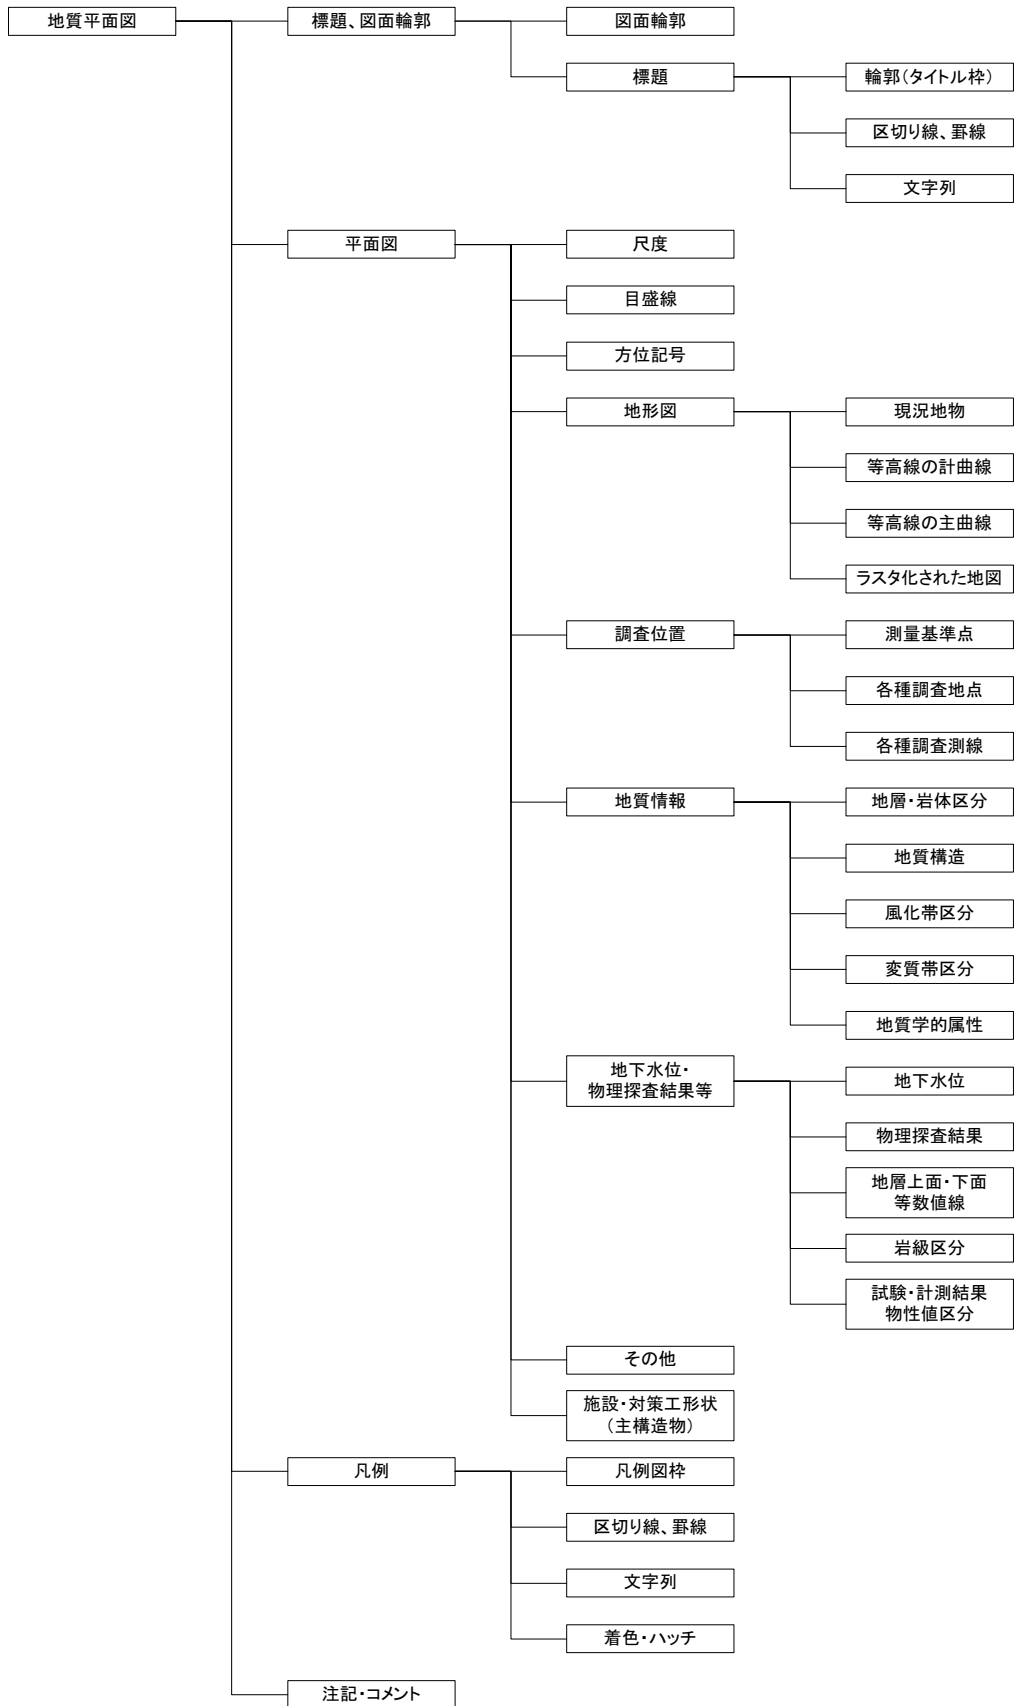 地質平面図
標題、図面輪郭
図面輪郭
標題
輪郭(タイトル枠)
区切り線、罫線
文字列
平面図
尺度
目盛線
方位記号
地形図
現況地物
等高線の計曲線
等高線の主曲線
ラスタ化された地図
調査位置
測量基準点
各種調査地点
各種調査測線
地質情報
地層・岩体区分
地質構造
風化帯区分
変質帯区分
地質学的属性
地下水位・
物理探査結果等
地下水位
物理探査結果
地層上面・下面
等数値線
岩級区分
試験・計測結果
物性値区分
その他
施設・対策工形状
(主構造物)
凡例
凡例図枠
区切り線、罫線
文字列
着色・ハッチ
注記・コメント